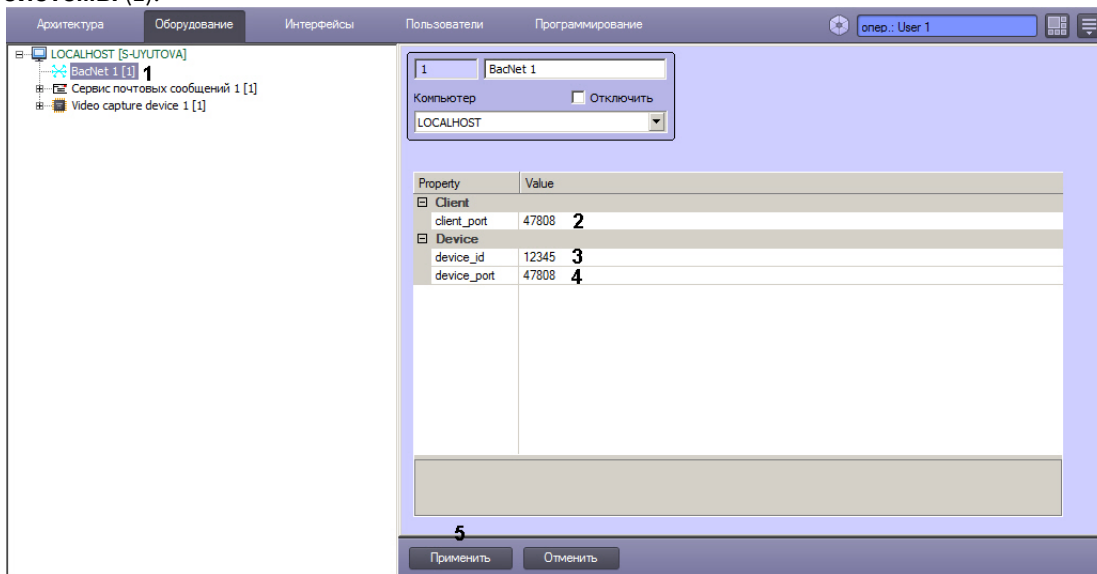 системы (1).
Архитектура Оборудование Интерфейсы Пользователи Программирование опер.: User 1
LOCALHOST [S-UYUTOVA]
BacNet 1 [1] 1
Сервис почтовых сообщений 1 [1]
Video capture device 1 [1]
1 BacNet 1
Компьютер Отключить
LOCALHOST
Property Value
Client
client_port 47808 2
Device
device_id 12345 3
device_port 47808 4
5
Применить Отменить